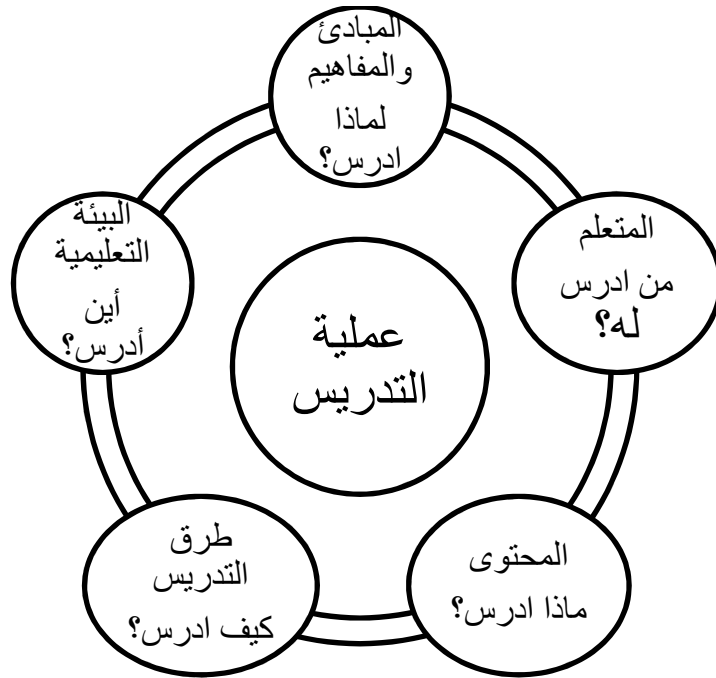 المبادئ
والمفاهيم
لماذا
ادرس؟
المتعلم
من ادرس
له؟
المحتوى
ماذا ادرس؟
طرق
التدريس
كيف ادرس؟
البيئة
التعليمية
أين
أدرس؟
عملية
التدريس